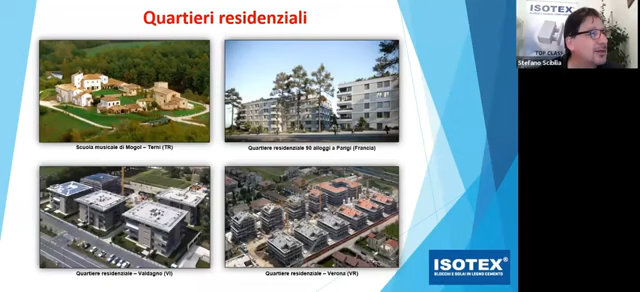 Quartieri residenziali
Scuola musicale di Mogol – Terni (TR)
Quartiere residenziale 90 alloggi a Parigi (Francia)
Quartiere residenziale – Valdagno (VI)
Quartiere residenziale – Verona (VR)
ISOTEX®
BLOCCHI E SOLAI IN LEGNO CEMENTO
ISOTEX
TOP CLASS
Stefano Scibilia